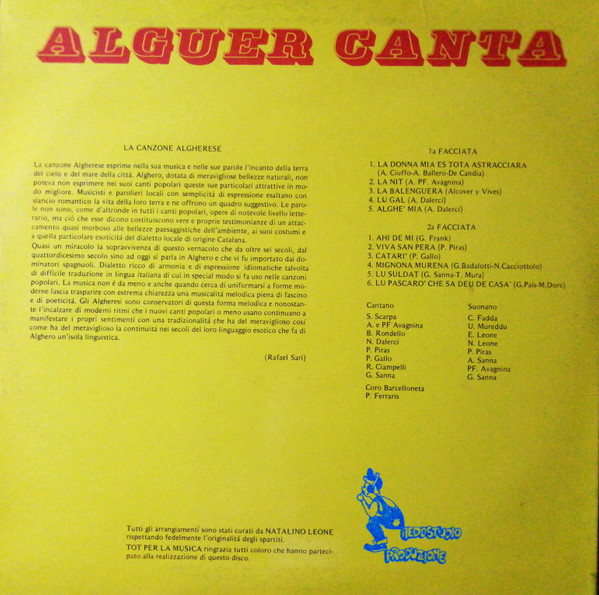 ALGUER CANTA
LA CANZONE ALGHERESE
La canzone Algherese esprime nella sua musica e nelle sue parole l'incanto della terra
del cielo e del mare della cittá. Alghero, dotata di meravigliose bellezze naturali, non
poteva non esprimere nei suoi canti popolari queste sue particolari attrattive in mo-
do migliore. Musicisti e parolieri locali con semplicitá di espressione esaltano con
slancio romantico la vita della loro terra e ne offrono un quadro suggestivo. Le paro-
le non sono, come d'altronde in tutti i canti popolari, opere di notevole livello lette-
rario, ma ció che esse dicono costituiscono vere e proprie testimonianze di un attac-
camento quasi morboso alle bellezze paesaggistiche dell'ambiente, ai suoi costumi e
a quella particolare esoticitá del dialetto locale di origine Catalana.
Quasi un miracolo la sopravvivenza di questo vernacolo che da oltre sei secoli, dal
quattordicesimo secolo sino ad oggi si parla in Alghero e che vi fu importato dai do-
minatori spagnuoli. Dialetto ricco di armonia e di espressione idiomatiche talvolta
di difficile traduzione in lingua italiana di cui in special modo si fa uso nelle canzoni
popolari. La musica non é da meno e anche quando cerca di uniformarsi a forme mo-
derne lascia trasparire con estrema chiarezza una musicalitá melodica piena di fascino
e di poeticitá. Gli Algheresi sono conservatori di questa forma melodica e nonostan-
te l'incalzare di moderni ritmi che i nuovi canti popolari o meno usano continuano a
manifestare i propri sentimenti con una tradizionalitá che ha del meraviglioso cosí
come ha del meraviglioso la continuitá nei secoli del loro linguaggio esotico che fa di
Alghero un'isola linguistica.
(Rafael Sari)
1a FACCIATA
1. LA DONNA MIA ES TOTA ASTRACCIARA
(A. Ciuffo-A. Ballero-De Candia)
2. LA NIT (A. PF. Avagnina)
3. LA BALENGUERA (Alcover y Vives)
4. LU GAL (A. Dalerci)
5. ALGHE' MIA (A. Dalerci)
2a FACCIATA
1. AHI DE MI (G. Frank)
2. VIVA SAN PERA (P. Piras)
3. CATARI' (P. Gallo)
4. MIGNONA MURENA (G.Badalotti-N.Cacciottolo)
5. LU SULDAT (G. Sanna-T. Mura)
6. LU PASCARO' CHE SA DEU DE CASA' (G.Pais-M.Dore)
Cantano
S. Scarpa
A. e PF Avagnina
B. Rondello
N. Dalerci
P. Piras
P. Gallo
R. Ciampelli
G. Sanna
Coro Barcelloneta
P. Ferraris
Suonano
C. Fadda
U. Mureddu
E. Leone
N. Leone
P. Piras
A. Sanna
PF. Avagnina
G. Sanna
Tutti gli arrangiamenti sono stati curati da NATALINO LEONE
rispettando fedelmente l'originalitá degli spartiti.
TOT PER LA MUSICA ringrazia tutti coloro che hanno parteci-
pato alla realizzazione di questo disco.
REDOSTUDIO
PRODUZIONE